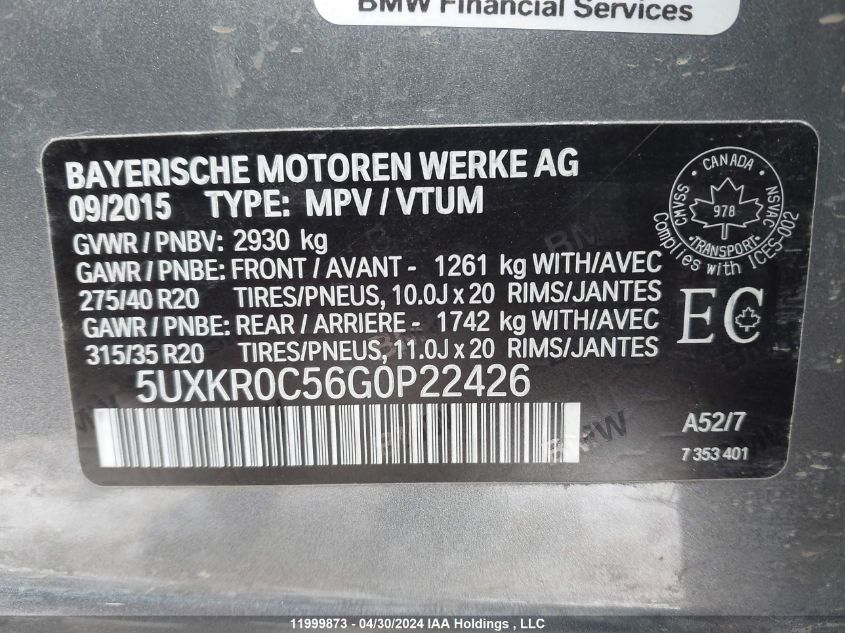 BMW Financial Services
BAYERISCHE MOTOREN WERKE AG
09/2015 TYPE: MPV / VTUM
GVWR / PNBV: 2930 kg
GAWR / PNBE: FRONT / AVANT - 1261 kg WITH/AVEC
275/40 R20 TIRES/PNEUS, 10.0J x 20 RIMS/JANTES
GAWR / PNBE: REAR / ARRIERE - 1742 kg WITH/AVEC
315/35 R20 TIRES/PNEUS, 11.0J x 20 RIMS/JANTES
5UXKR0C56G0P22426
CANADA
CMVSS
NSVAC
978
TRANSPORT
Complies with ICES-002
EC
A52/7
7 353 401
11999873 - 04/30/2024 IAA Holdings , LLC